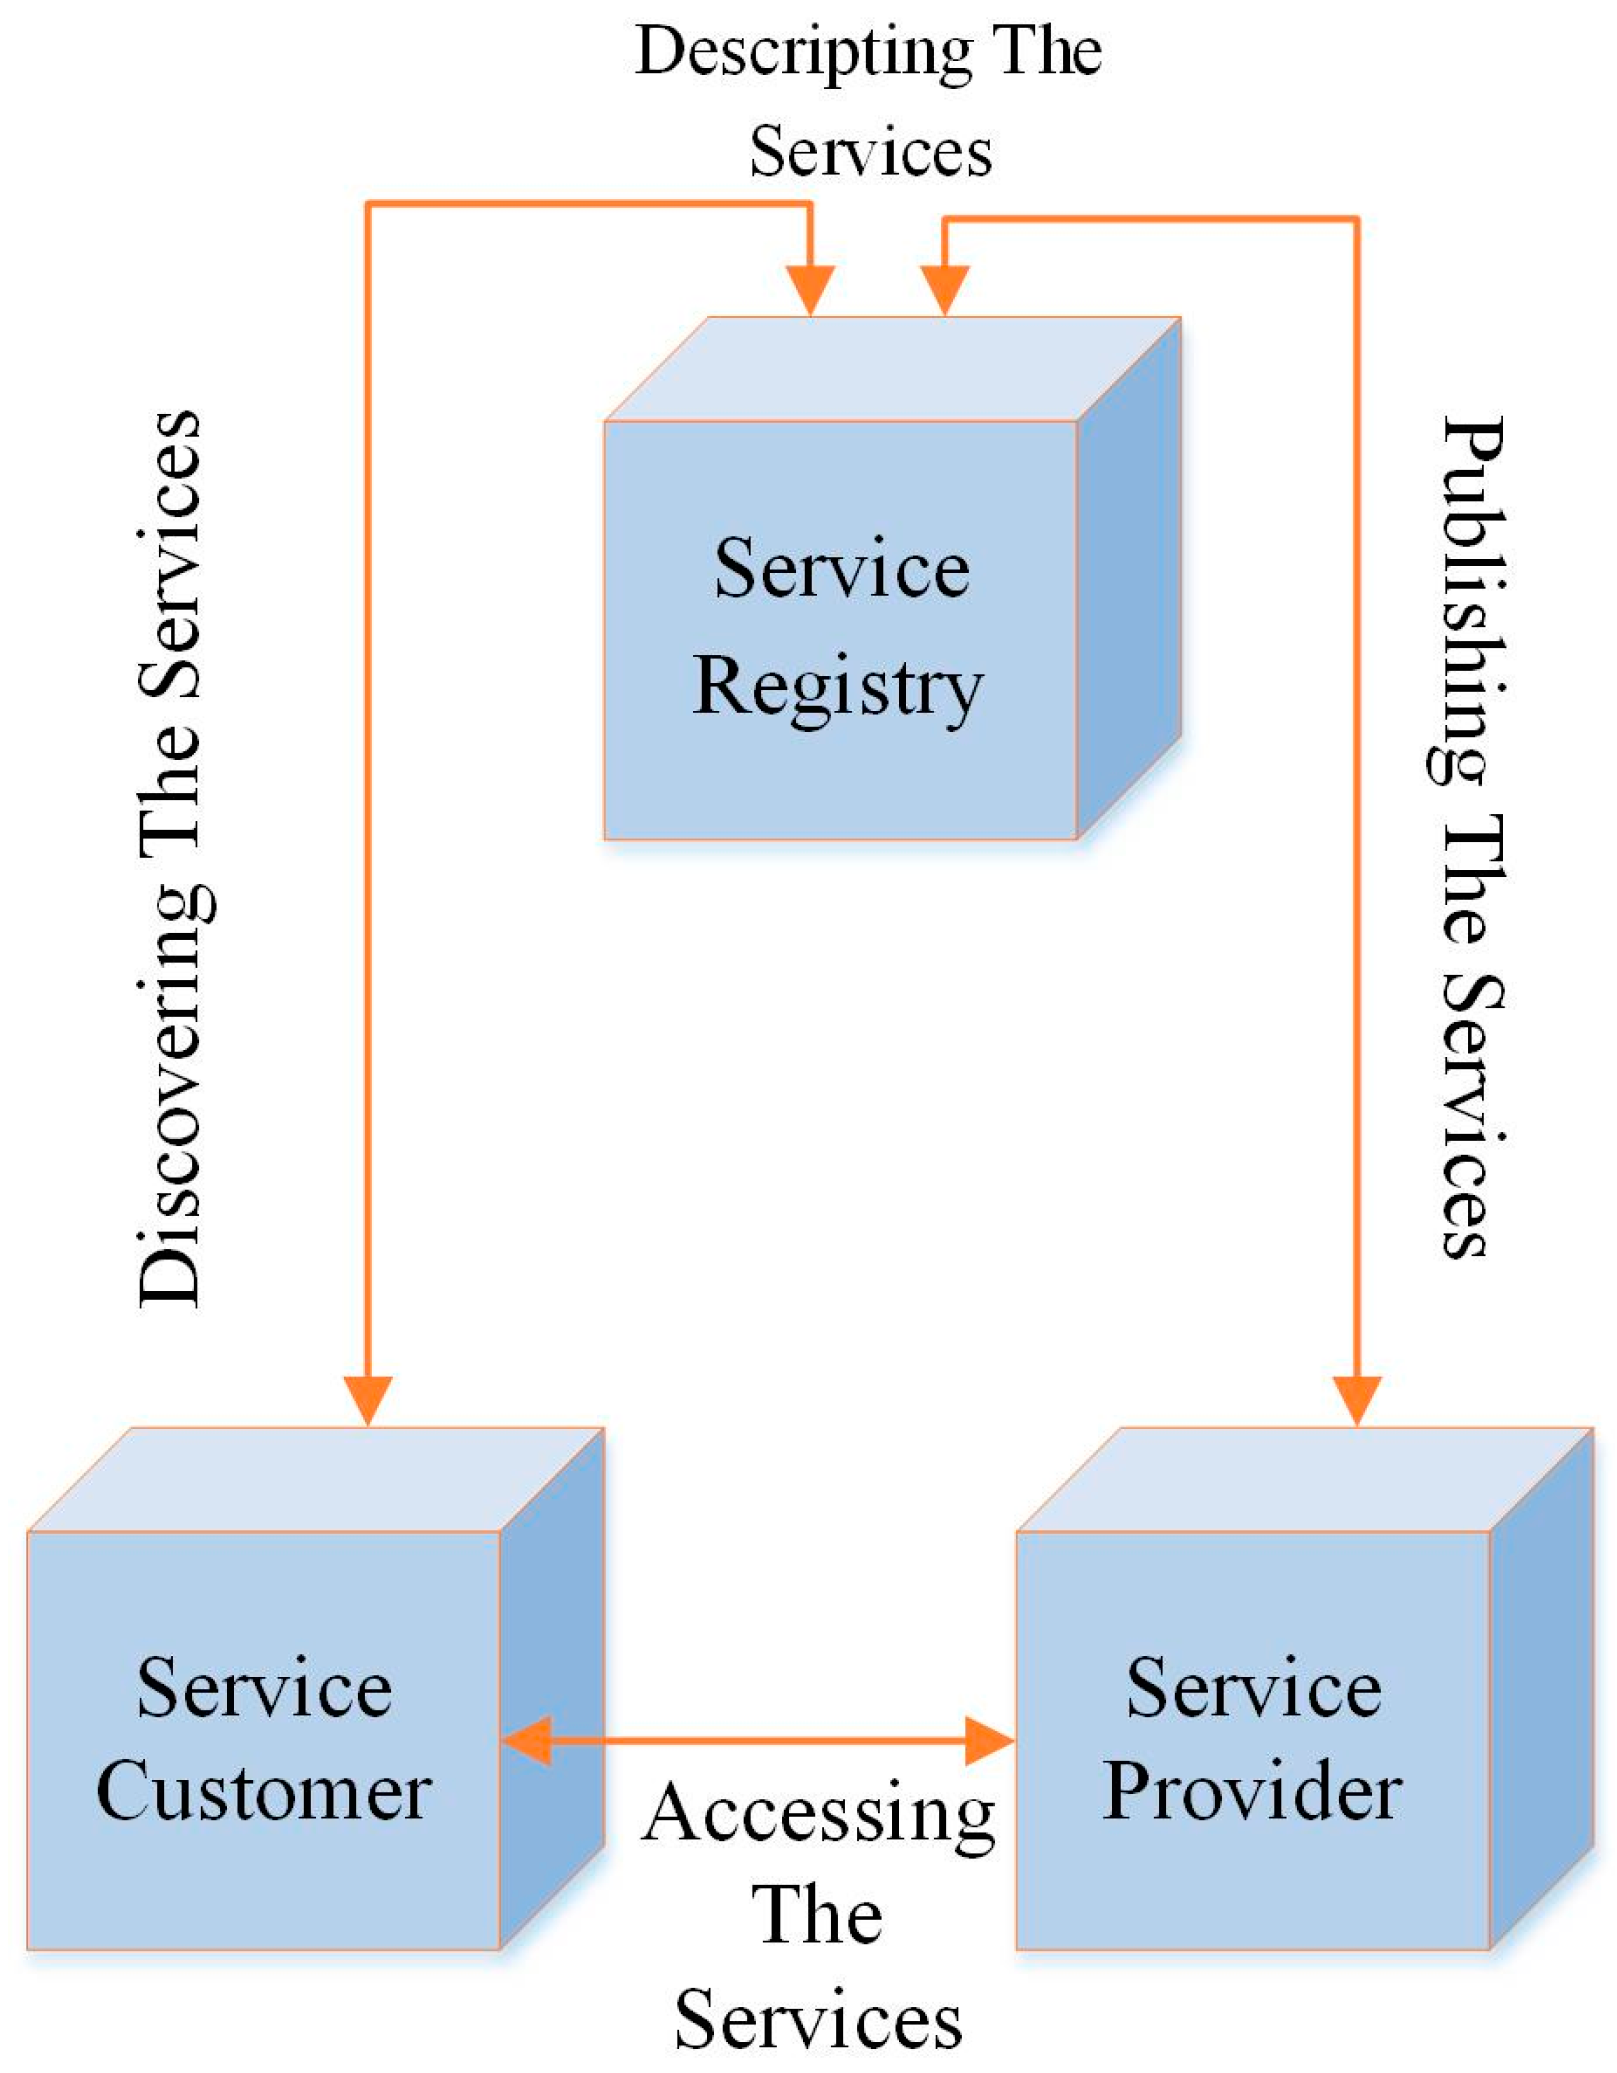 Descripting The
Services
Discovering The Services
Service
Registry
Publishing The Services
Service
Customer
Service
Provider
Accessing
The
Services